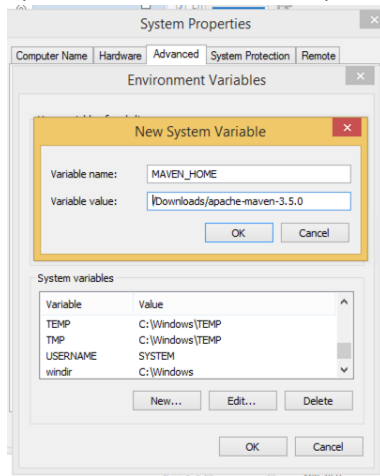 System Properties
Computer Name Hardware Advanced System Protection Remote
Environment Variables
New System Variable
Variable name: MAVEN_HOME
Variable value: /Downloads/apache-maven-3.5.0
OK Cancel
System variables
Variable Value
TEMP C:\Windows\TEMP
TMP C:\Windows\TEMP
USERNAME SYSTEM
windir C:\Windows
New... Edit... Delete
OK Cancel